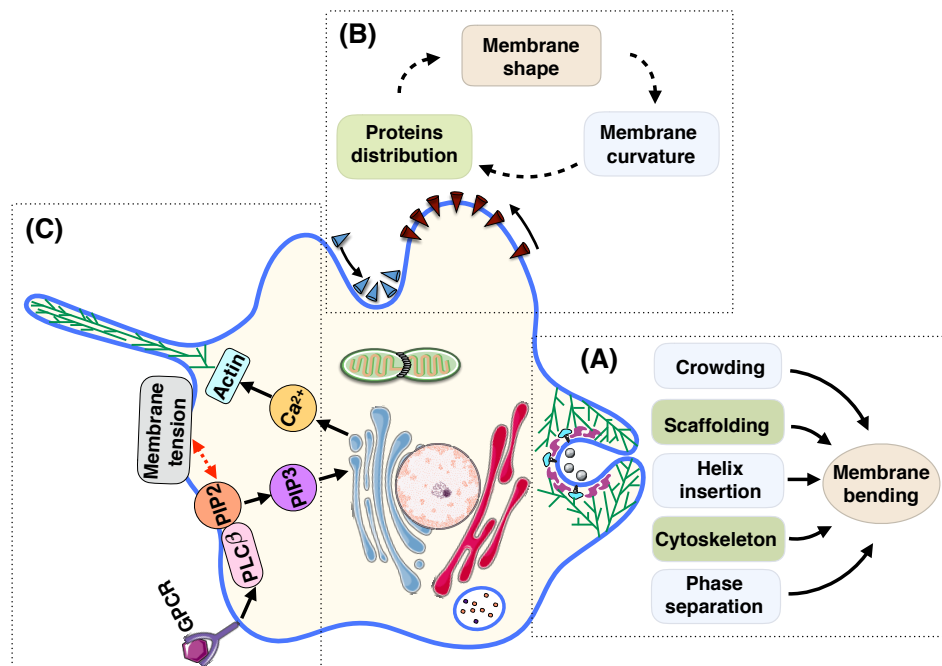 (B)
Membrane
shape
Proteins
distribution
Membrane
curvature
(C)
Actin
Ca²⁺
Membrane
tension
PIP2
PIP3
PLCβ
GPCR
(A)
Crowding
Scaffolding
Helix
insertion
Cytoskeleton
Phase
separation
Membrane
bending